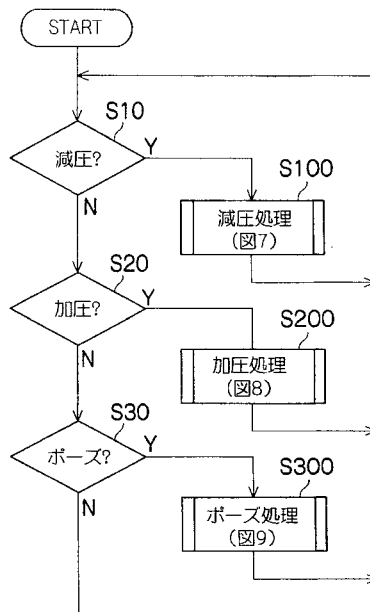 START
S10
減圧?
Y
N
S100
減圧処理
(図7)
S20
加圧?
Y
N
S200
加圧処理
(図8)
S30
ポーズ?
Y
N
S300
ポーズ処理
(図9)